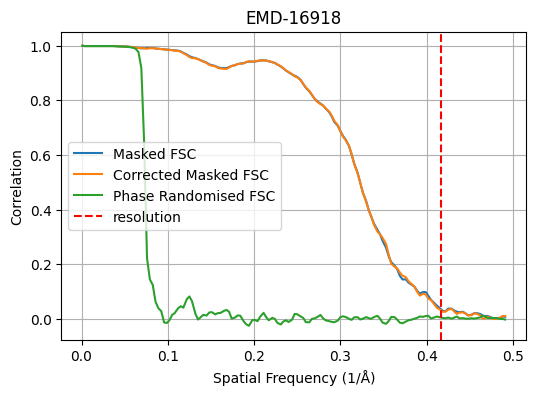 EMD-16918
1.0
0.8
0.6
0.4
0.2
0.0
Correlation
Masked FSC
Corrected Masked FSC
Phase Randomised FSC
resolution
0.0 0.1 0.2 0.3 0.4 0.5
Spatial Frequency (1/Å)